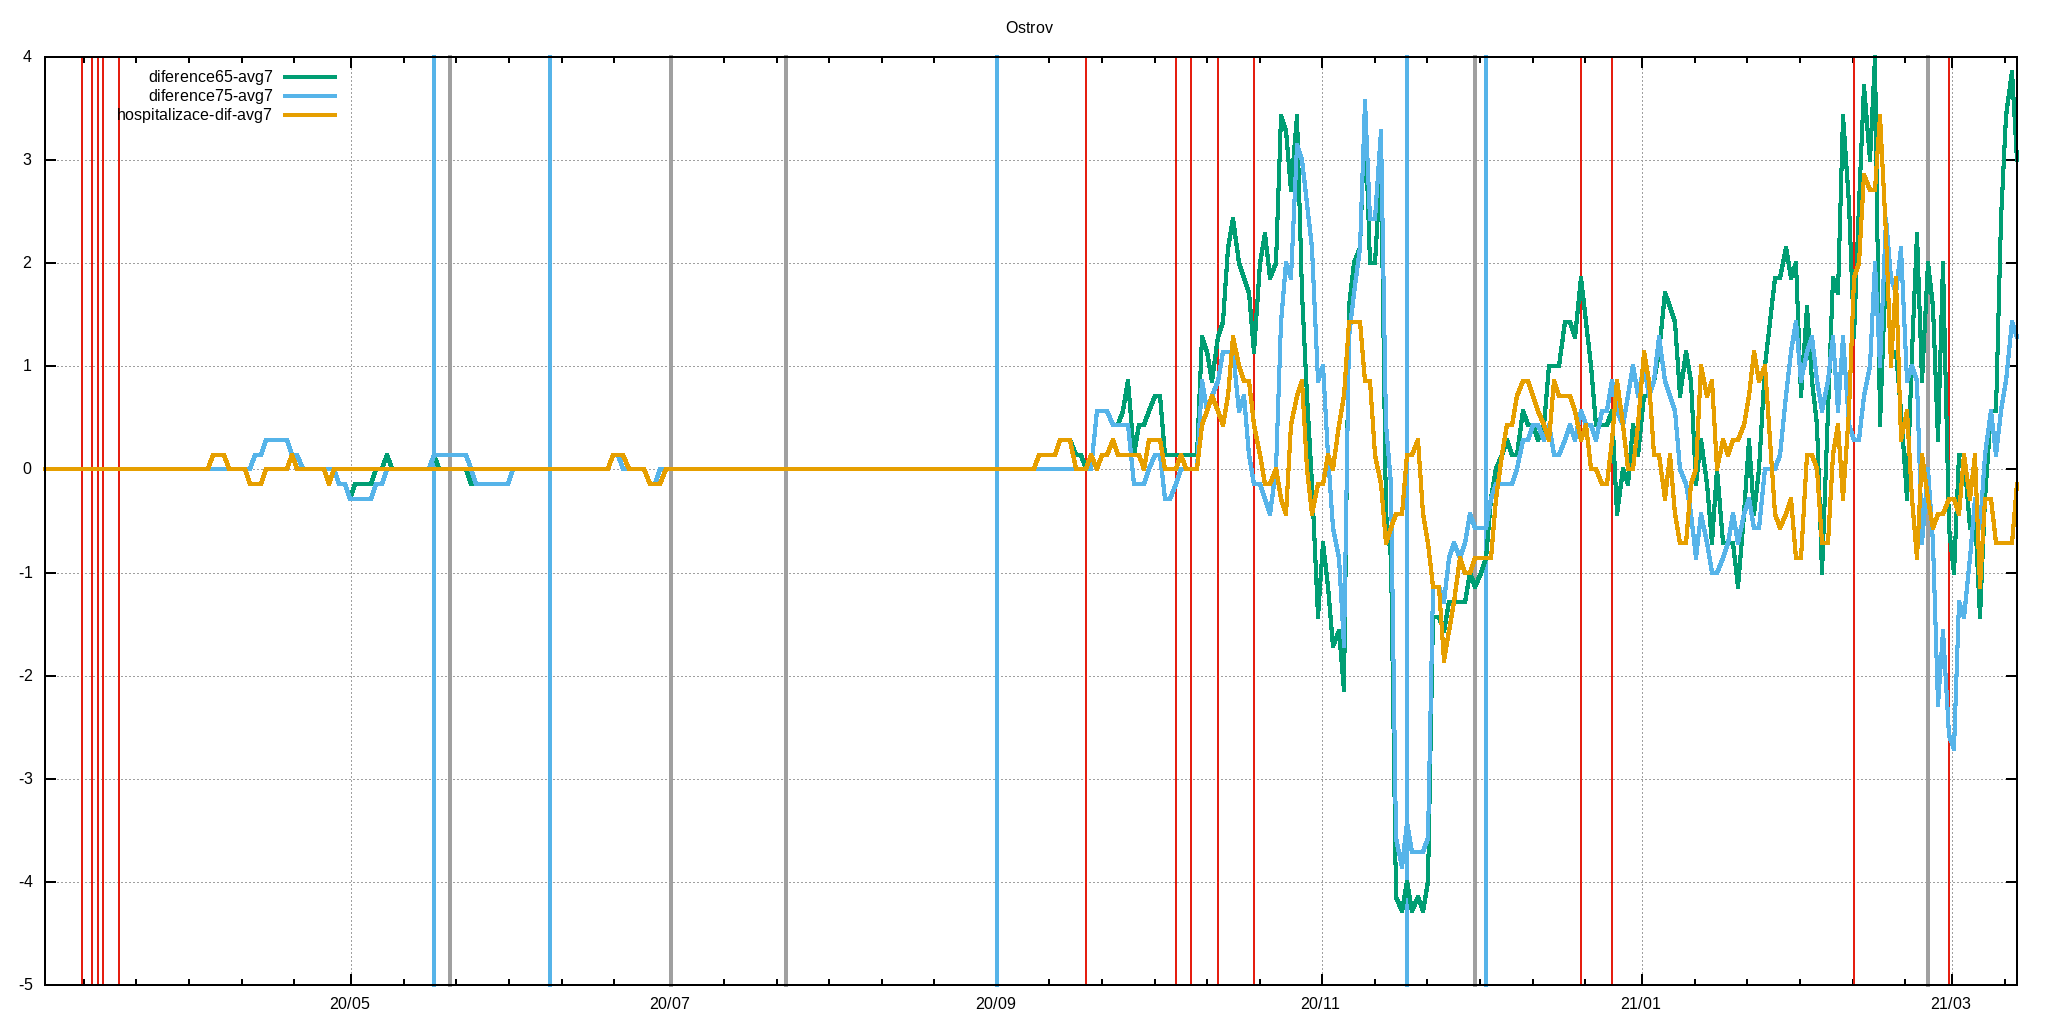 Ostrov
diference65-avg7
diference75-avg7
hospitalizace-dif-avg7
4
3
2
1
0
-1
-2
-3
-4
-5
20/05 20/07 20/09 20/11 21/01 21/03